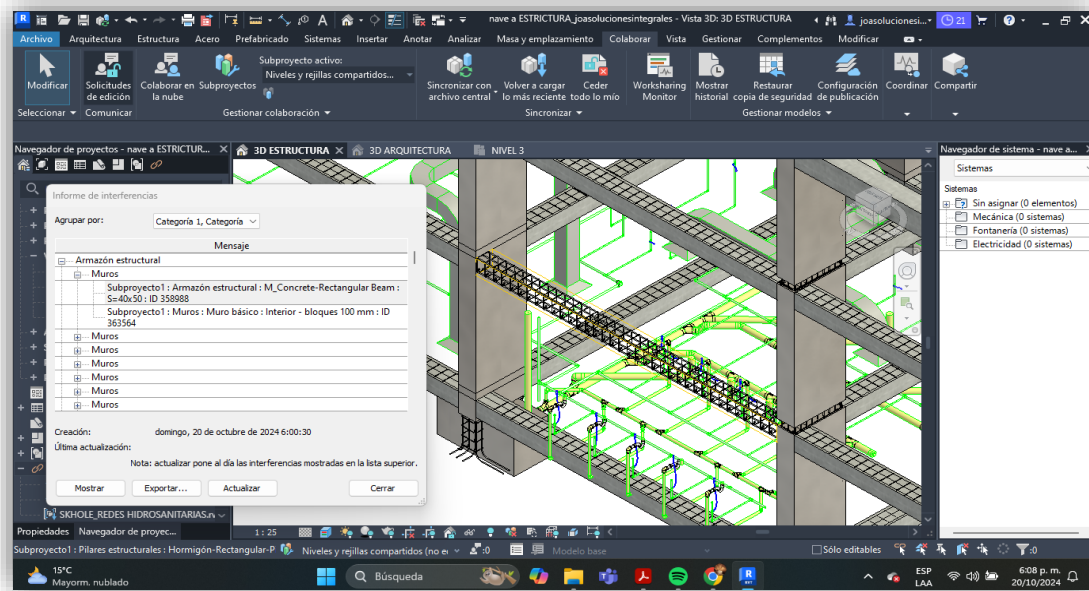 nave a ESTRICTURA_joasolucionesintegrales - Vista 3D: 3D ESTRUCTURA
joasolucionesi...
21
Archivo Arquitectura Estructura Acero Prefabricado Sistemas Insertar Anotar Analizar Masa y emplazamiento Colaborar Vista Gestionar Complementos Modificar
Subproyecto activo:
Niveles y rejillas compartidos...
Modificar
Solicitudes de edición
Colaborar en la nube
Subproyectos
Sincronizar con archivo central
Volver a cargar lo más reciente
Ceder todo lo mío
Worksharing Monitor
Mostrar historial
Restaurar copia de seguridad
Configuración de publicación
Coordinar
Compartir
Seleccionar
Comunicar
Gestionar colaboración
Sincronizar
Gestionar modelos
Navegador de proyectos - nave a ESTRICTUR...
3D ESTRUCTURA
3D ARQUITECTURA
NIVEL 3
Navegador de sistema - nave a...
Sistemas
Sistemas
Sin asignar (0 elementos)
Mecánica (0 sistemas)
Fontanería (0 sistemas)
Electricidad (0 sistemas)
Informe de interferencias
Agrupar por: Categoría 1, Categoría
Mensaje
Armazón estructural
Muros
Subproyecto1 : Armazón estructural : M_Concrete-Rectangular Beam :
S=40x50 : ID 358988
Subproyecto1 : Muros : Muro básico : Interior - bloques 100 mm : ID
363564
Muros
Muros
Muros
Muros
Muros
Muros
Creación: domingo, 20 de octubre de 2024 6:00:30
Última actualización:
Nota: actualizar pone al día las interferencias mostradas en la lista superior.
Mostrar
Exportar...
Actualizar
Cerrar
SKHOLE_REDES HIDROSANITARIAS.
Propiedades
Navegador de proyec...
1 : 25
Subproyecto1 : Pilares estructurales : Hormigón-Rectangular-P
Niveles y rejillas compartidos (no
:0
Modelo base
Sólo editables
:0
15°C
Mayorm. nublado
Búsqueda
ESP
LAA
6:08 p. m.
20/10/2024